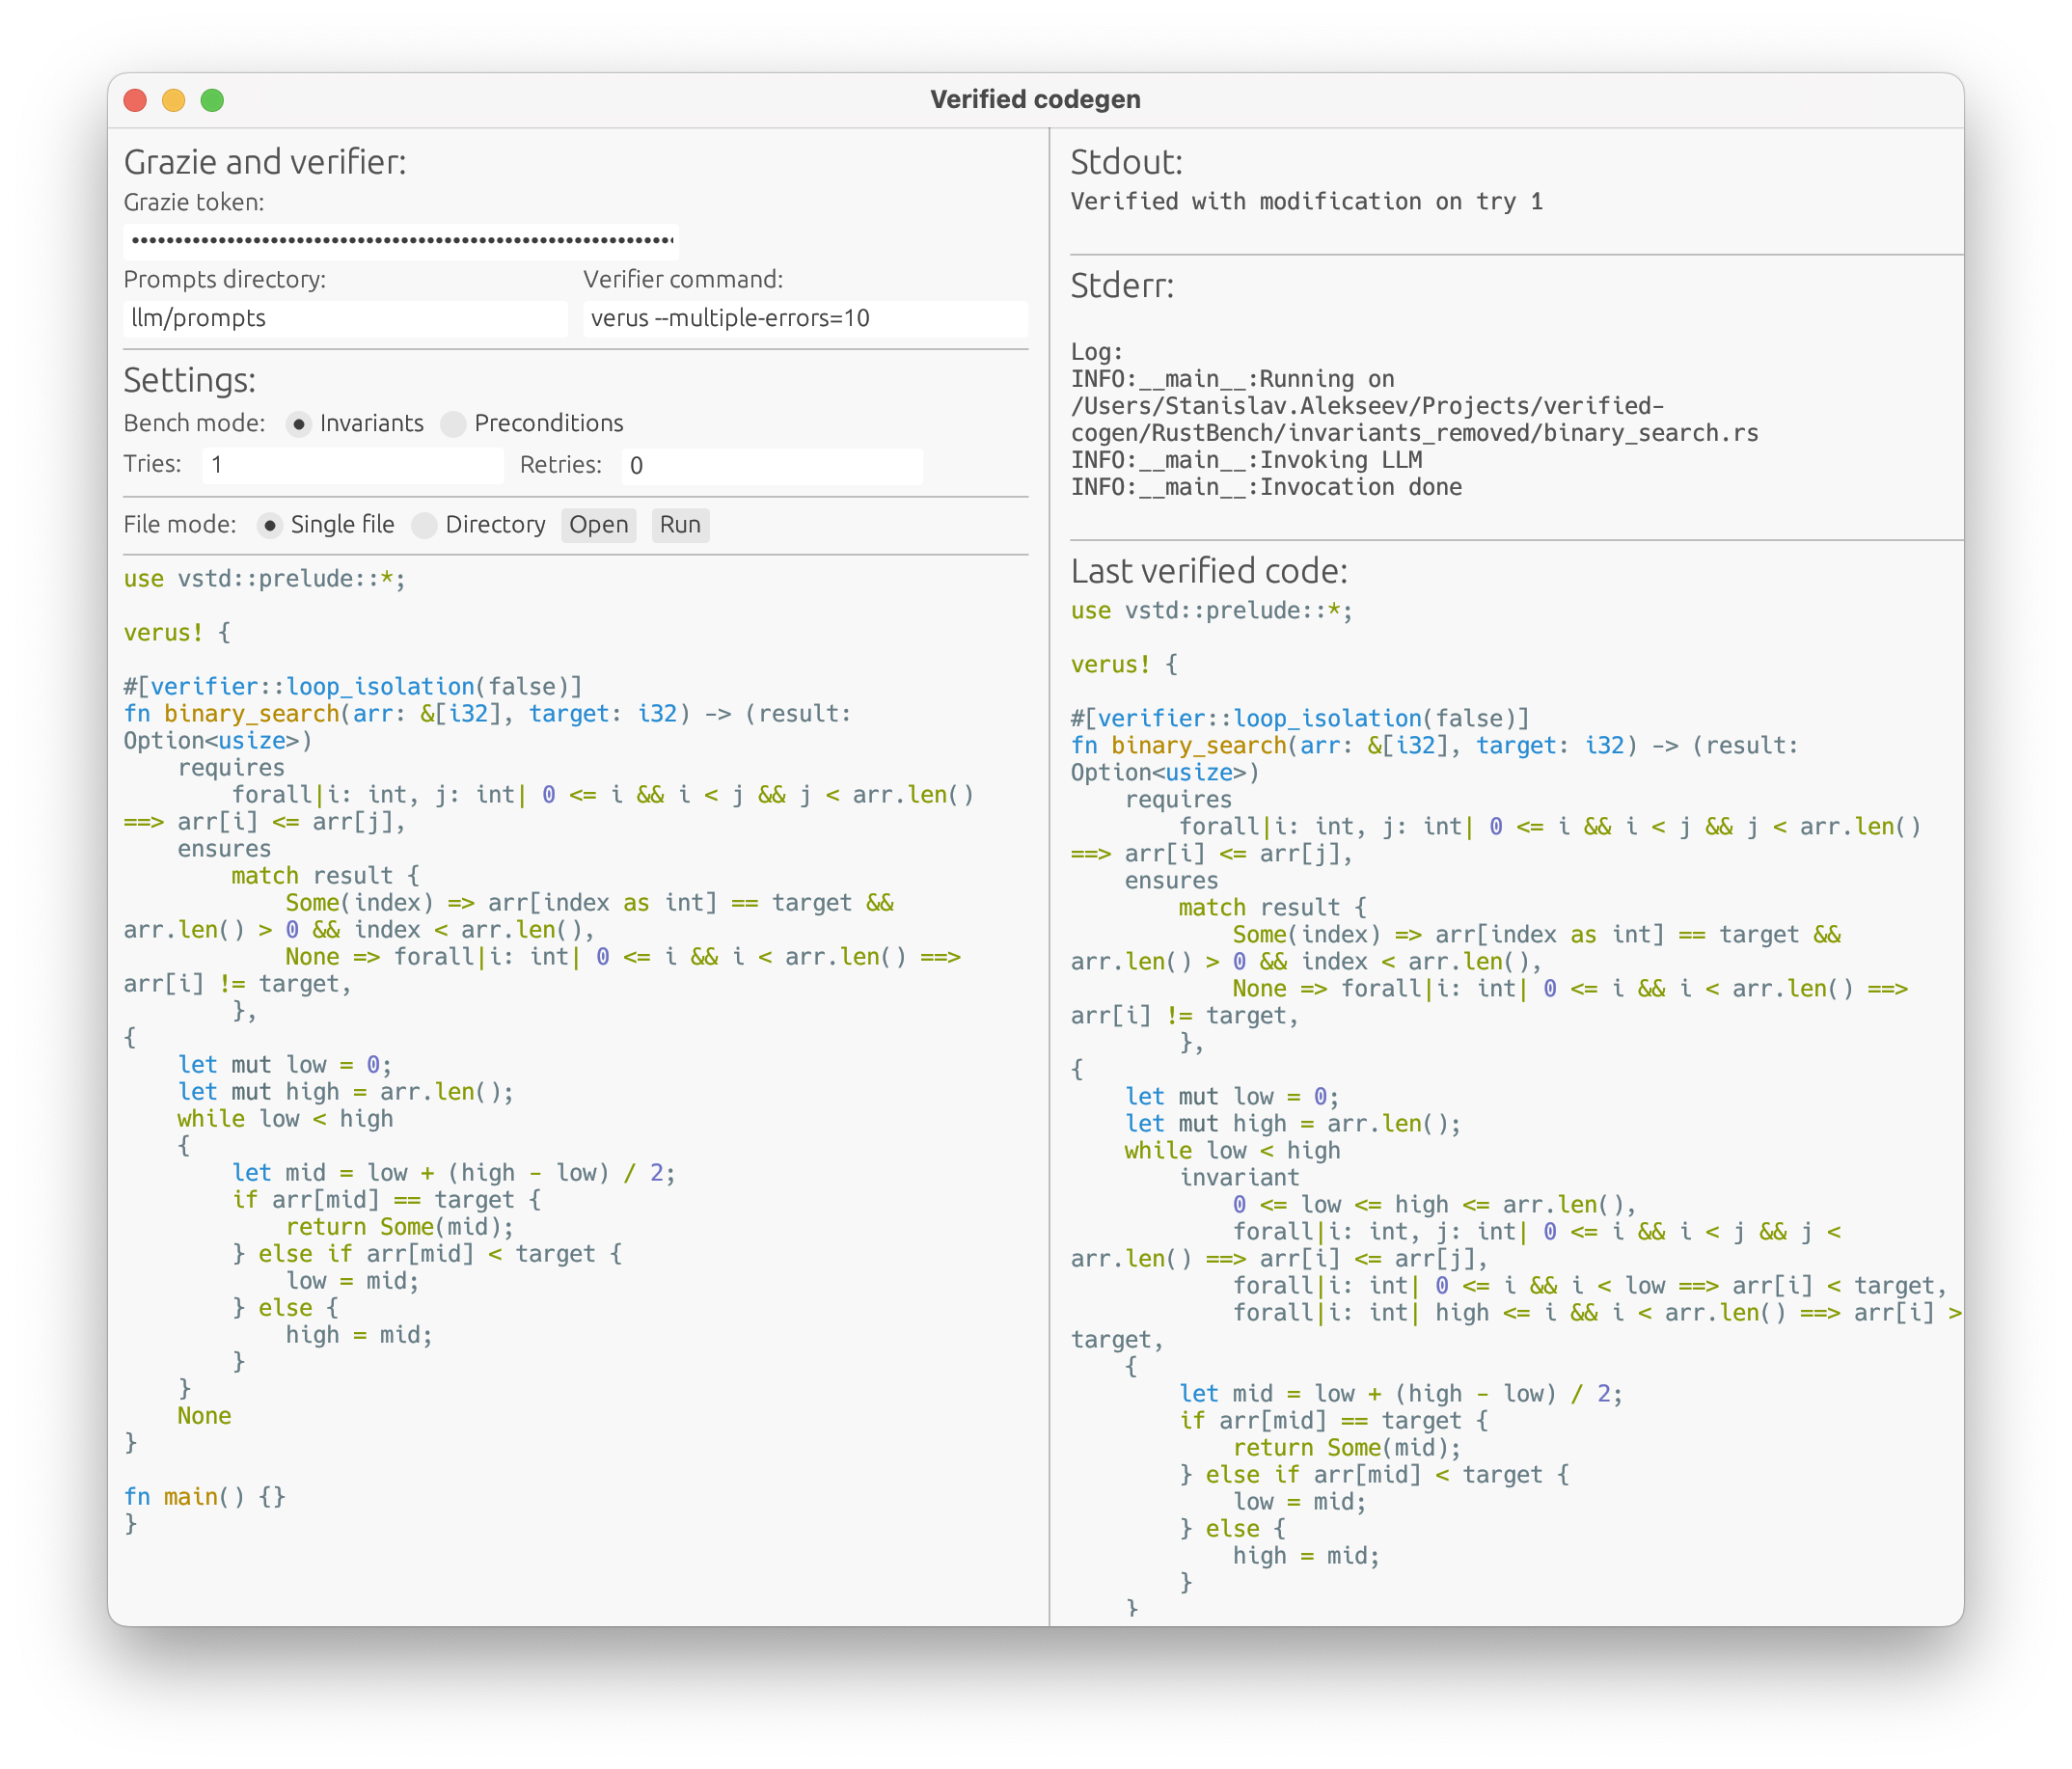 Verified codegen
Grazie and verifier:
Grazie token:
••••••••••••••••••••••••••••••••••••••••••••••••••••••••••••••
Prompts directory: Verifier command:
llm/prompts verus --multiple-errors=10
Settings:
Bench mode: Invariants Preconditions
Tries: 1 Retries: 0
File mode: Single file Directory Open Run
use vstd::prelude::*;

verus! {

#[verifier::loop_isolation(false)]
fn binary_search(arr: &[i32], target: i32) -> (result:
Option<usize>)
    requires
        forall|i: int, j: int| 0 <= i && i < j && j < arr.len()
==> arr[i] <= arr[j],
    ensures
        match result {
            Some(index) => arr[index as int] == target &&
arr.len() > 0 && index < arr.len(),
            None => forall|i: int| 0 <= i && i < arr.len() ==>
arr[i] != target,
        },
{
    let mut low = 0;
    let mut high = arr.len();
    while low < high
    {
        let mid = low + (high - low) / 2;
        if arr[mid] == target {
            return Some(mid);
        } else if arr[mid] < target {
            low = mid;
        } else {
            high = mid;
        }
    }
    None
}

fn main() {}
}
Stdout:
Verified with modification on try 1
Stderr:
Log:
INFO:__main__:Running on
/Users/Stanislav.Alekseev/Projects/verified-
cogen/RustBench/invariants_removed/binary_search.rs
INFO:__main__:Invoking LLM
INFO:__main__:Invocation done
Last verified code:
use vstd::prelude::*;

verus! {

#[verifier::loop_isolation(false)]
fn binary_search(arr: &[i32], target: i32) -> (result:
Option<usize>)
    requires
        forall|i: int, j: int| 0 <= i && i < j && j < arr.len()
==> arr[i] <= arr[j],
    ensures
        match result {
            Some(index) => arr[index as int] == target &&
arr.len() > 0 && index < arr.len(),
            None => forall|i: int| 0 <= i && i < arr.len() ==>
arr[i] != target,
        },
{
    let mut low = 0;
    let mut high = arr.len();
    while low < high
        invariant
            0 <= low <= high <= arr.len(),
            forall|i: int, j: int| 0 <= i && i < j && j <
arr.len() ==> arr[i] <= arr[j],
            forall|i: int| 0 <= i && i < low ==> arr[i] < target,
            forall|i: int| high <= i && i < arr.len() ==> arr[i] >
target,
    {
        let mid = low + (high - low) / 2;
        if arr[mid] == target {
            return Some(mid);
        } else if arr[mid] < target {
            low = mid;
        } else {
            high = mid;
        }
    }